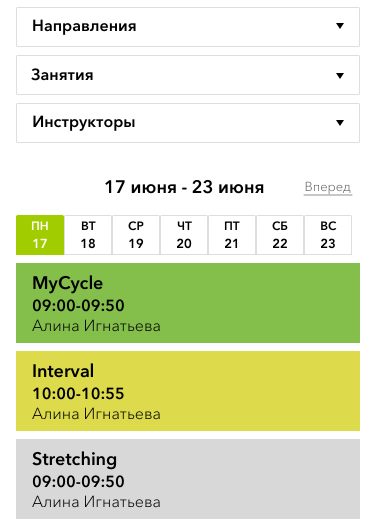 Направления
Занятия
Инструкторы
17 июня - 23 июня Вперед
ПН ВТ СР ЧТ ПТ СБ ВС
17 18 19 20 21 22 23
MyCycle
09:00-09:50
Алина Игнатьева
Interval
10:00-10:55
Алина Игнатьева
Stretching
09:00-09:50
Алина Игнатьева